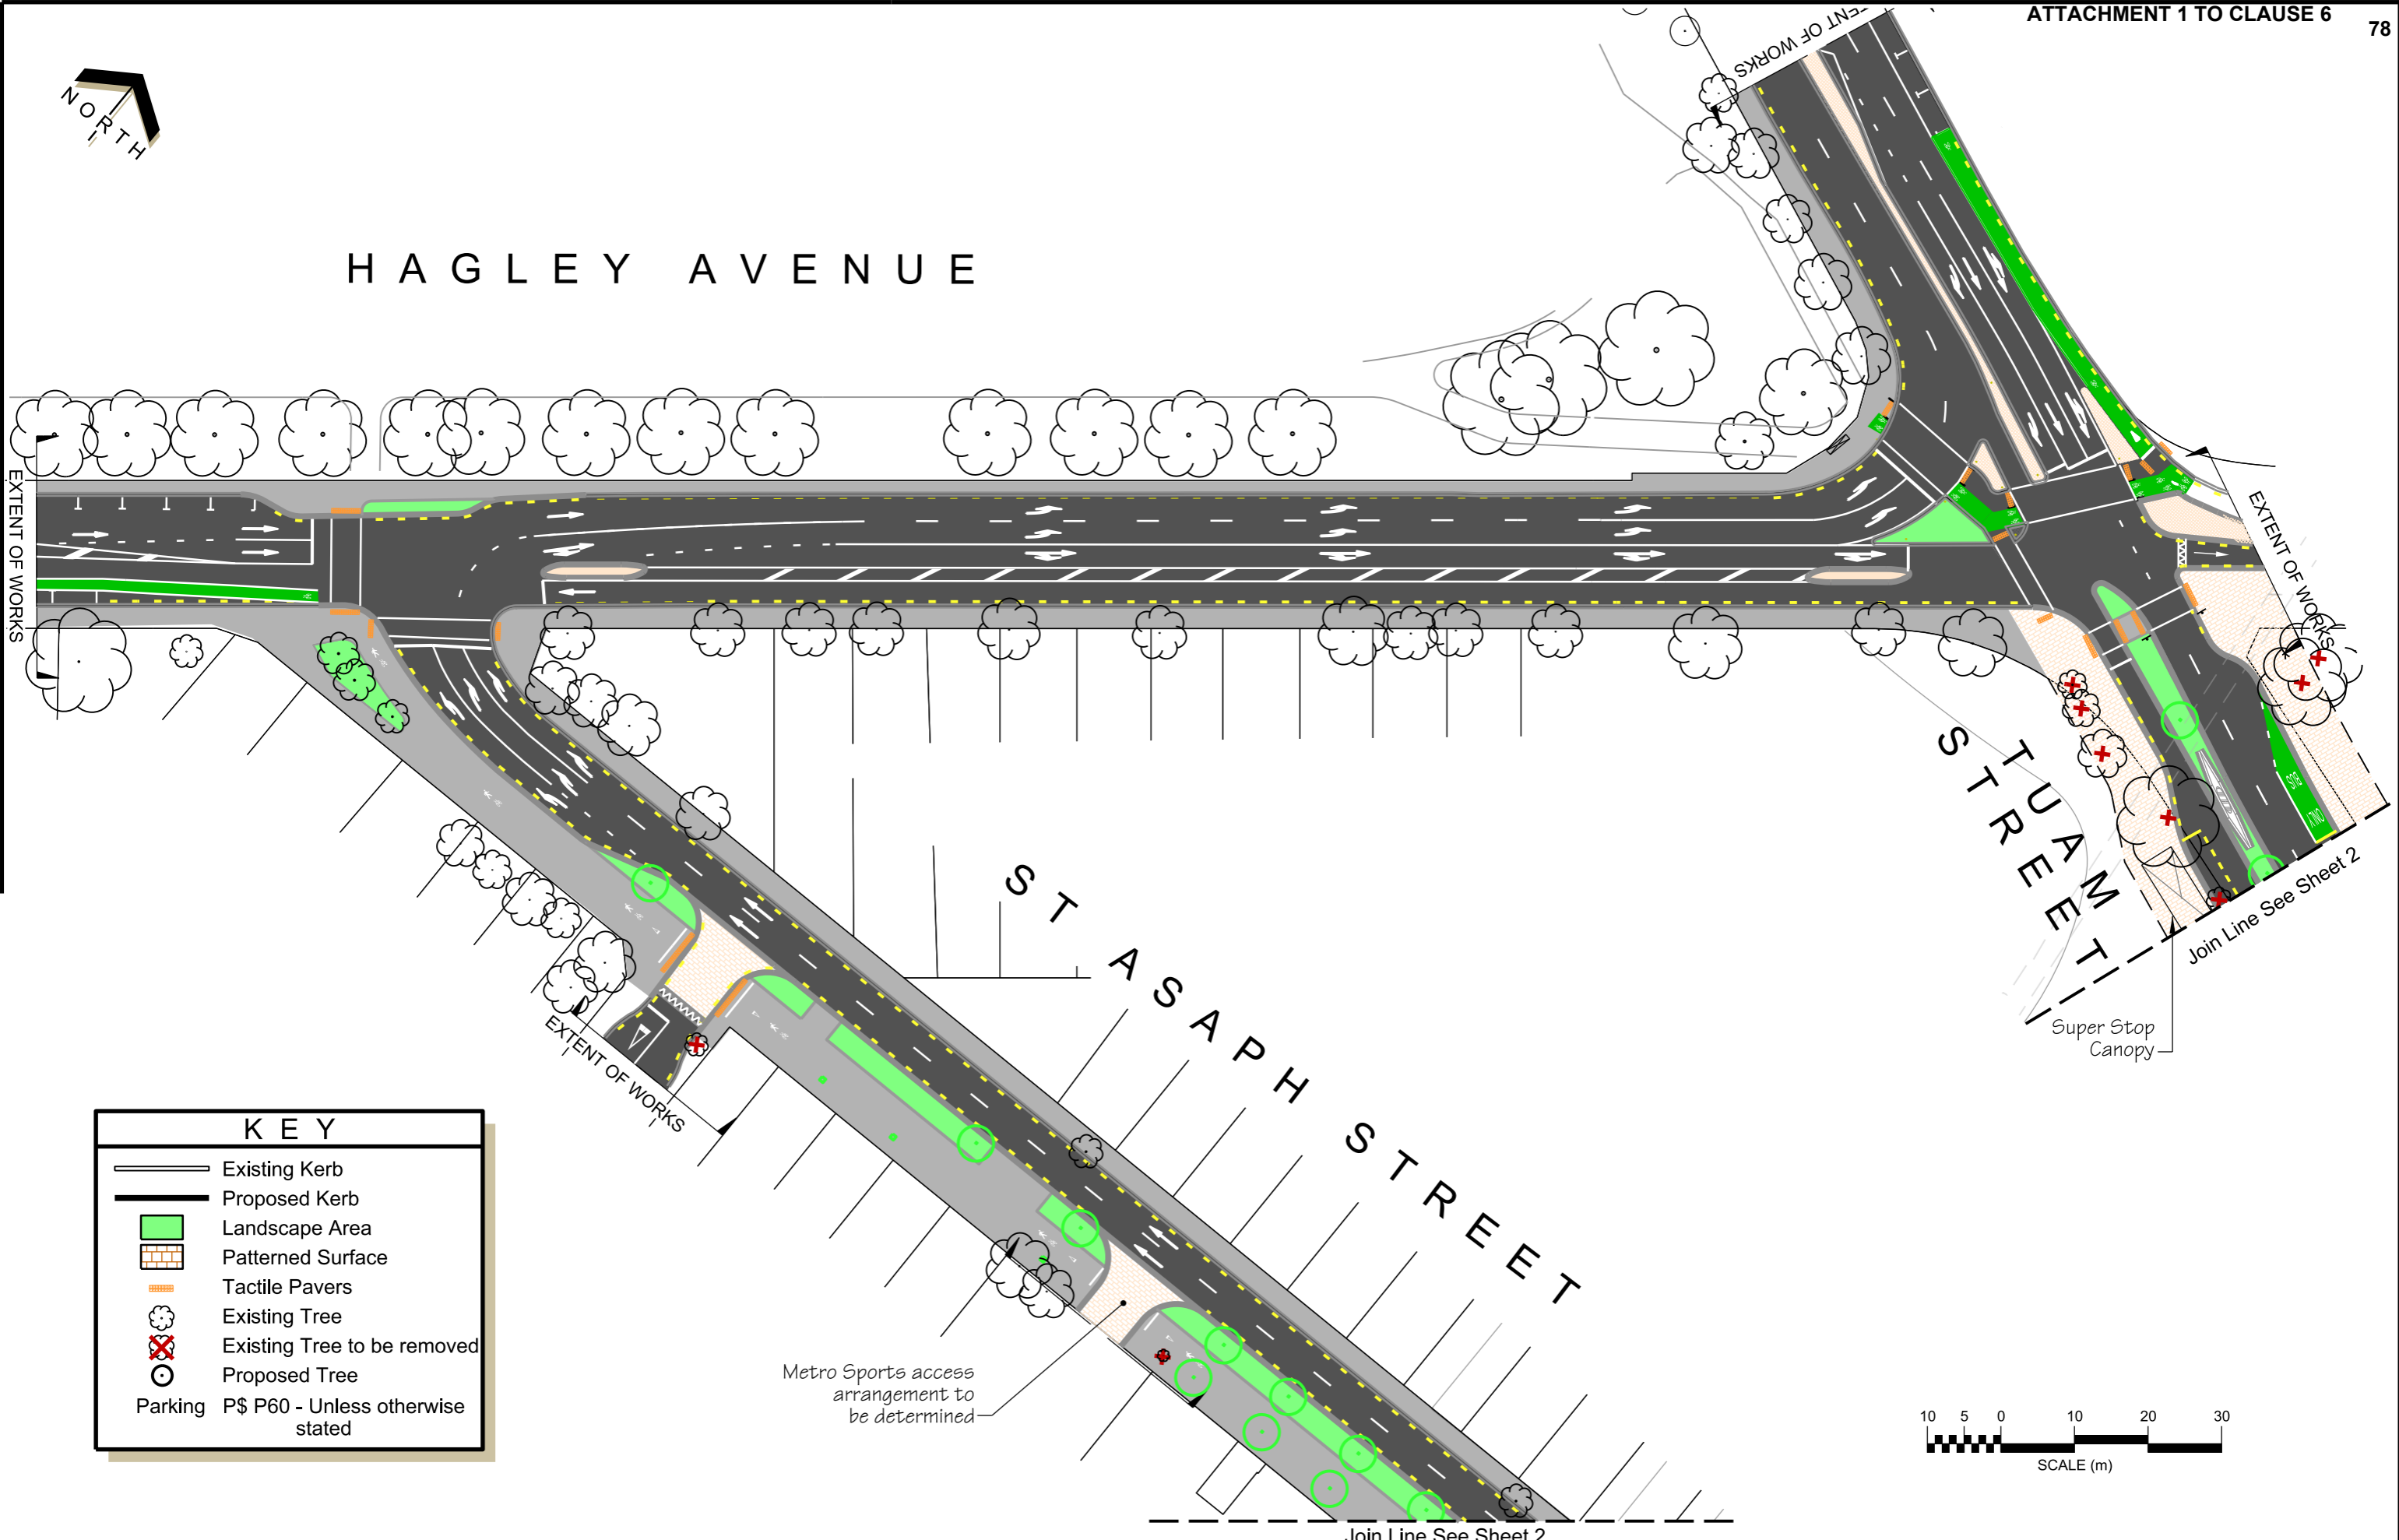 ATTACHMENT 1 TO CLAUSE 6
78
NORTH
EXTENT OF WORKS
HAGLEY AVENUE
EXTENT OF WORKS
EXTENT OF WORKS
TUAM
STREET
BUS
ONLY
Join Line See Sheet 2
Super Stop
Canopy
ST ASAPH STREET
EXTENT OF WORKS
Metro Sports access
arrangement to
be determined
KEY
Existing Kerb
Proposed Kerb
Landscape Area
Patterned Surface
Tactile Pavers
Existing Tree
Existing Tree to be removed
Proposed Tree
Parking P$ P60 - Unless otherwise
stated
10 5 0 10 20 30
SCALE (m)
Join Line See Sheet 2